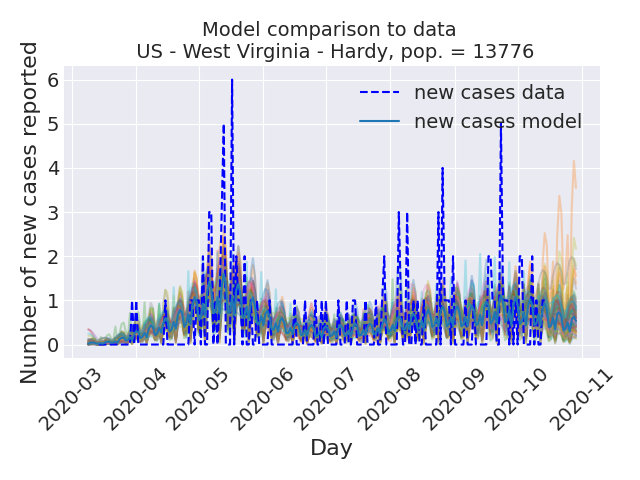 Model comparison to data
US - West Virginia - Hardy, pop. = 13776
Number of new cases reported
6
5
4
3
2
1
0
new cases data
new cases model
2020-03
2020-04
2020-05
2020-06
2020-07
2020-08
2020-09
2020-10
2020-11
Day